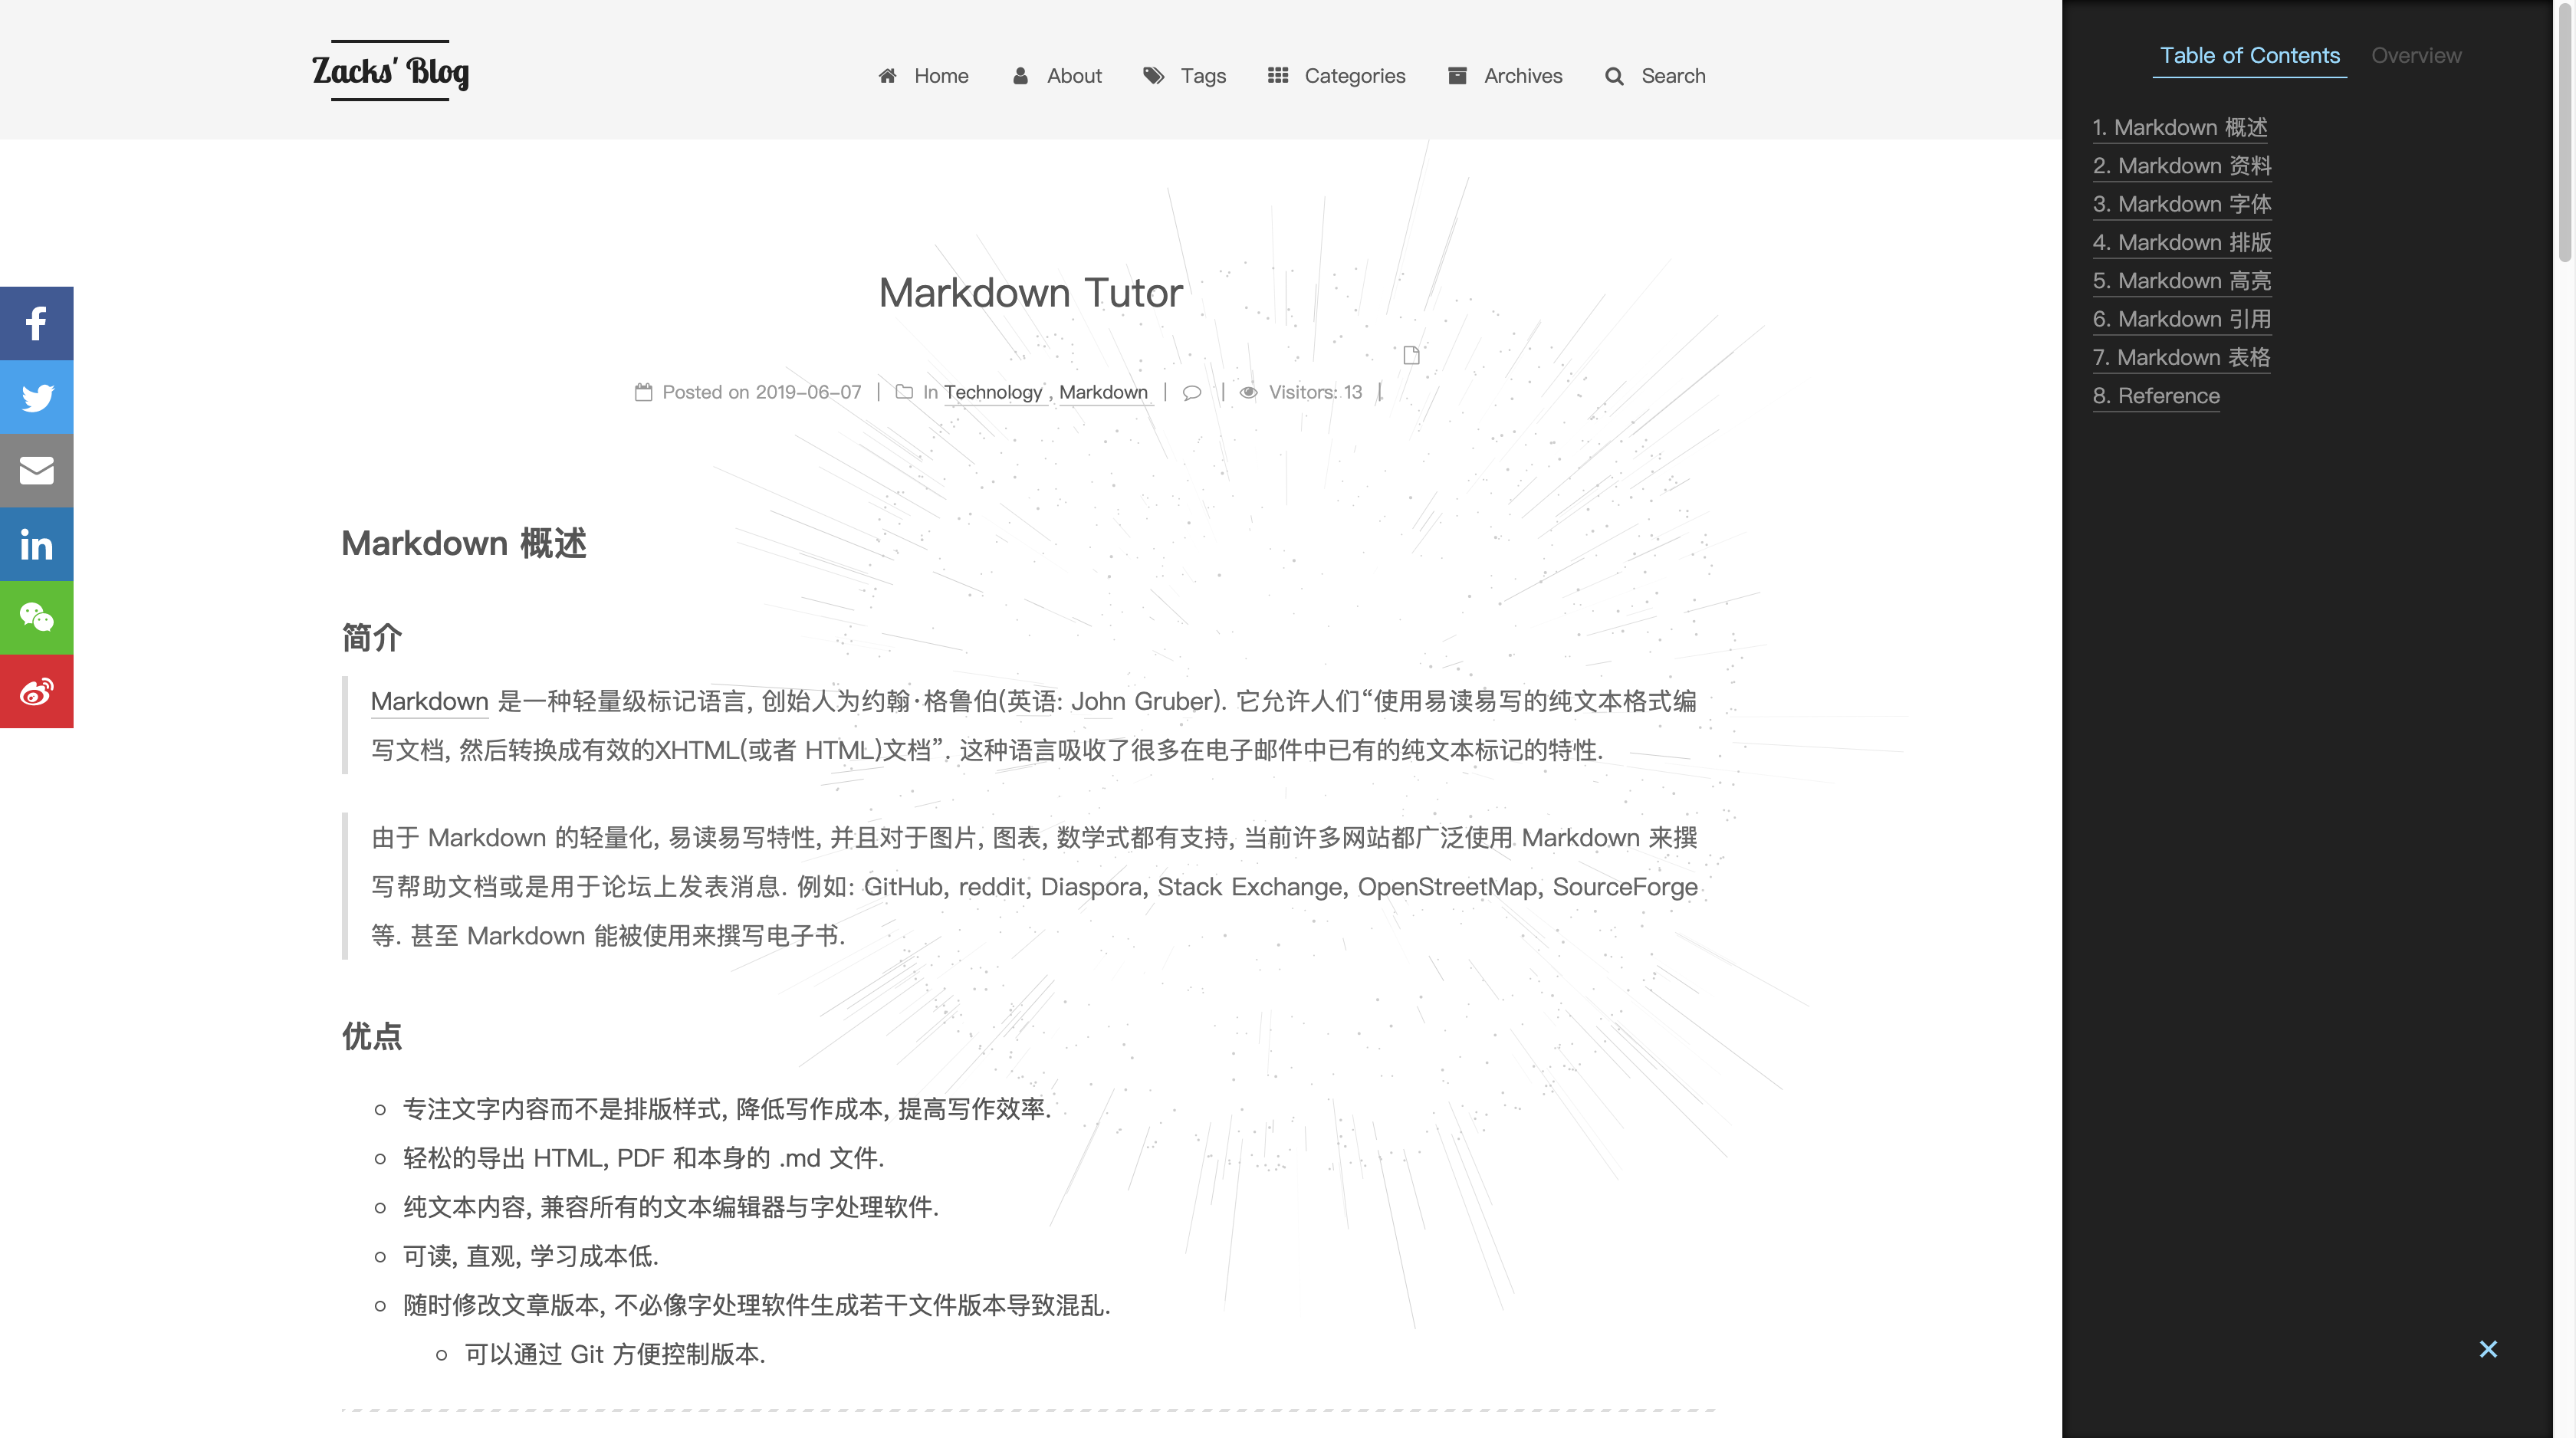 Zacks' Blog
Home
About
Tags
Categories
Archives
Search
Markdown Tutor
Posted on 2019-06-07 | In Technology , Markdown | | Visitors: 13 |
Markdown 概述
简介
Markdown 是一种轻量级标记语言, 创始人为约翰·格鲁伯(英语: John Gruber). 它允许人们“使用易读易写的纯文本格式编
写文档, 然后转换成有效的XHTML(或者 HTML)文档”. 这种语言吸收了很多在电子邮件中已有的纯文本标记的特性.
由于 Markdown 的轻量化, 易读易写特性, 并且对于图片, 图表, 数学式都有支持, 当前许多网站都广泛使用 Markdown 来撰
写帮助文档或是用于论坛上发表消息. 例如: GitHub, reddit, Diaspora, Stack Exchange, OpenStreetMap, SourceForge
等. 甚至 Markdown 能被使用来撰写电子书.
优点
专注文字内容而不是排版样式, 降低写作成本, 提高写作效率.
轻松的导出 HTML, PDF 和本身的 .md 文件.
纯文本内容, 兼容所有的文本编辑器与字处理软件.
可读, 直观, 学习成本低.
随时修改文章版本, 不必像字处理软件生成若干文件版本导致混乱.
可以通过 Git 方便控制版本.
Table of Contents
Overview
1. Markdown 概述
2. Markdown 资料
3. Markdown 字体
4. Markdown 排版
5. Markdown 高亮
6. Markdown 引用
7. Markdown 表格
8. Reference